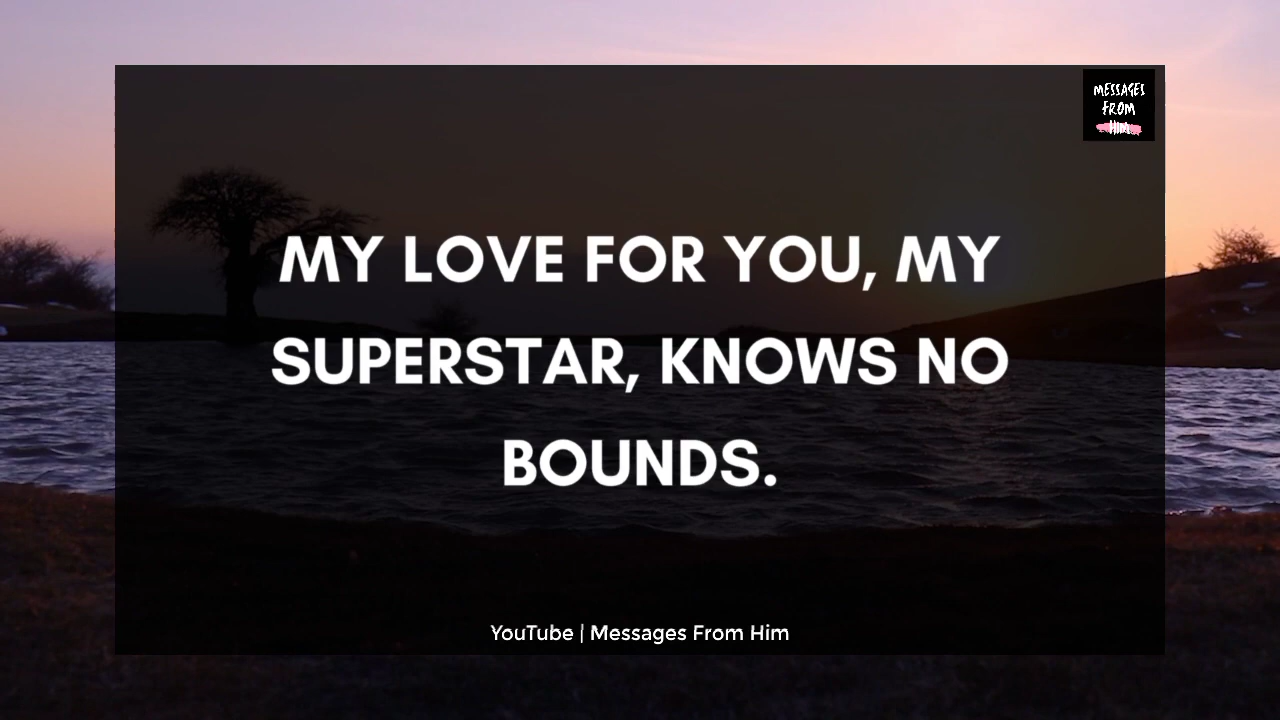 MESSAGES
FROM
HIM
MY LOVE FOR YOU, MY
SUPERSTAR, KNOWS NO
BOUNDS.
YouTube | Messages From Him